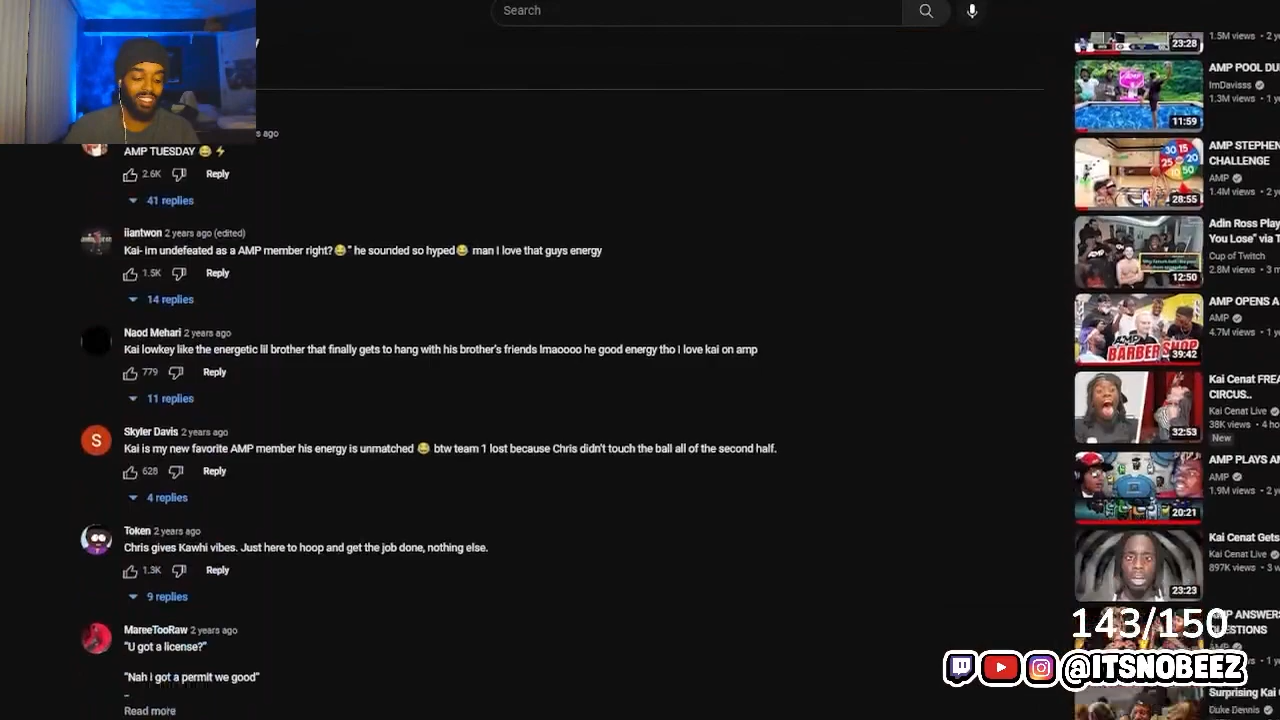 Search
s ago
AMP TUESDAY 😂⚡
2.6K Reply
41 replies
iiantwon 2 years ago (edited)
Kai- im undefeated as a AMP member right?😂" he sounded so hyped😂 man I love that guys energy
1.5K Reply
14 replies
Naod Mehari 2 years ago
Kai lowkey like the energetic lil brother that finally gets to hang with his brother's friends lmaoooo he good energy tho I love kai on amp
779 Reply
11 replies
S
Skyler Davis 2 years ago
Kai is my new favorite AMP member his energy is unmatched 😂 btw team 1 lost because Chris didn't touch the ball all of the second half.
628 Reply
4 replies
Token 2 years ago
Chris gives Kawhi vibes. Just here to hoop and get the job done, nothing else.
1.3K Reply
9 replies
MareeTooRaw 2 years ago
"U got a license?"
"Nah i got a permit we good"
–
Read more
23:28
1.5M views • 2 y
AMP POOL DU
ImDavisss
1.3M views • 1 y
11:59
AMP STEPHEN
CHALLENGE
AMP
1.4M views • 2 y
30 15
25 20
10 50
28:55
Adin Ross Play
You Lose" via T
Cup of Twitch
2.8M views •
12:50
AMP OPENS A
AMP
4.7M views • 1 y
AMP
BARBER SHOP
39:42
Kai Cenat FREA
CIRCUS..
Kai Cenat Live
38K views • 4 ho
New
32:53
AMP PLAYS AM
AMP
1.9M views • 2 y
20:21
Kai Cenat Gets
Kai Cenat Live
897K views • 3 w
23:23
AMP ANSWERS
QUESTIONS
143/150
@ITSNOBEEZ
Surprising Kai
Duke Dennis